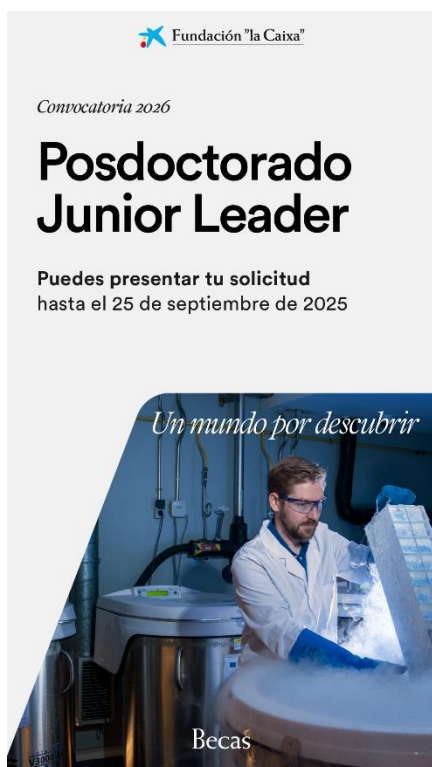 Fundación "la Caixa"
Convocatoria 2026
Posdoctorado
Junior Leader
Puedes presentar tu solicitud
hasta el 25 de septiembre de 2025
Un mundo por descubrir
Becas